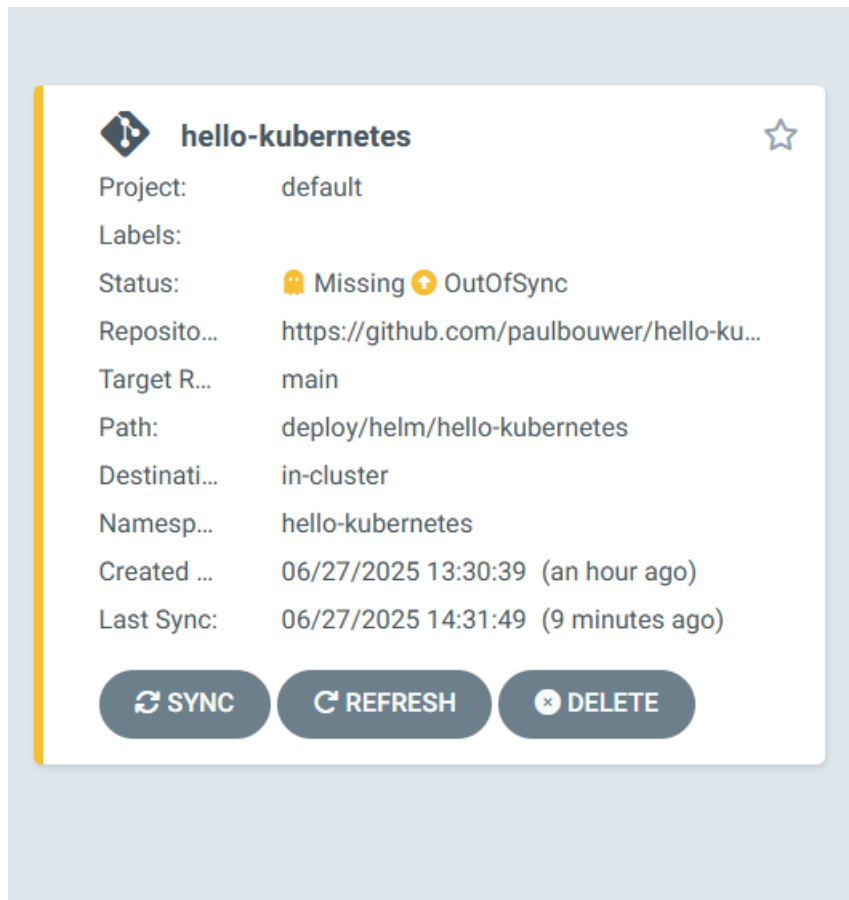 hello-kubernetes
Project: default
Labels:
Status: Missing OutOfSync
Reposito... https://github.com/paulbouwer/hello-ku...
Target R... main
Path: deploy/helm/hello-kubernetes
Destinati... in-cluster
Namesp... hello-kubernetes
Created ... 06/27/2025 13:30:39 (an hour ago)
Last Sync: 06/27/2025 14:31:49 (9 minutes ago)
SYNC REFRESH DELETE